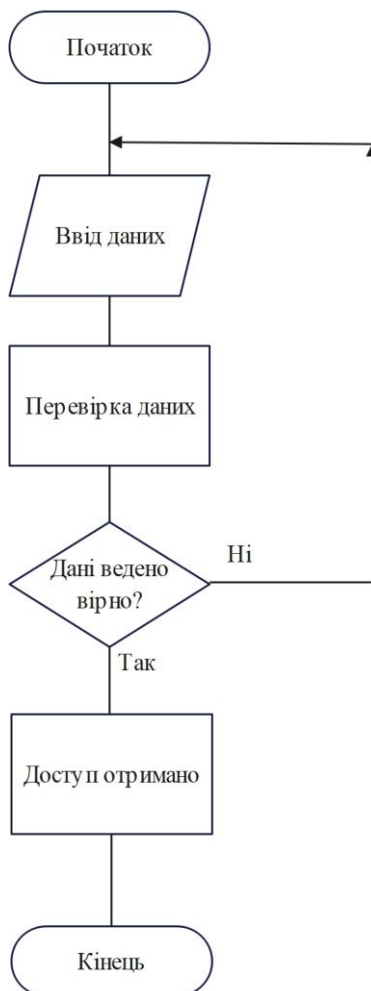 Початок
Ввід даних
Перевірка даних
Дані ведено
вірно?
Ні
Так
Доступ отримано
Кінець